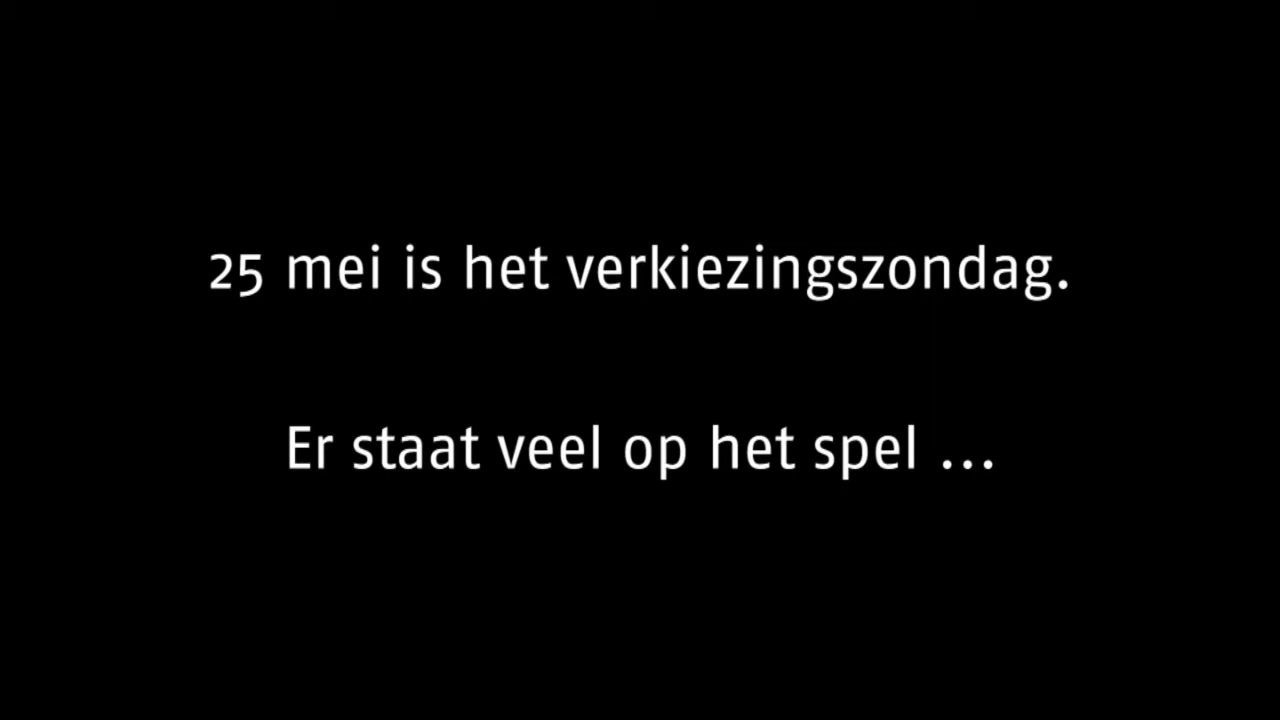 25 mei is het verkiezingszondag.
Er staat veel op het spel ...